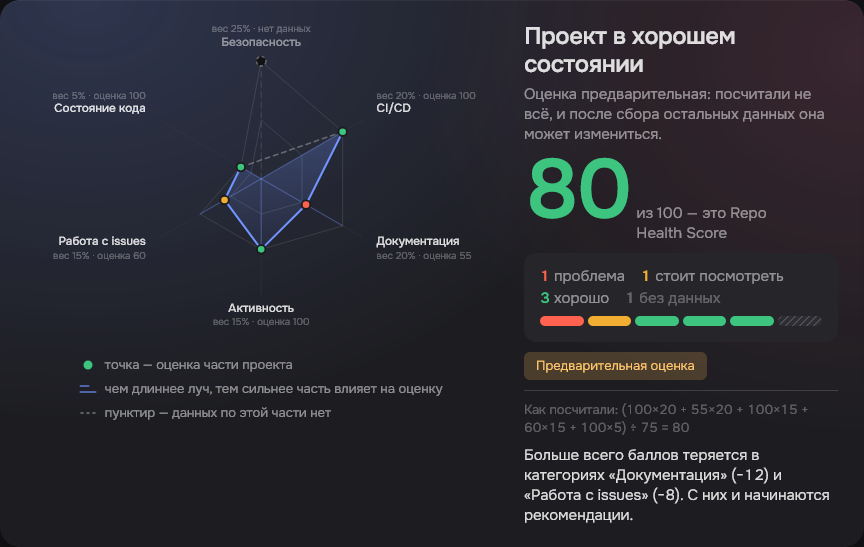 вес 25% · нет данных
Безопасность
вес 5% · оценка 100
Состояние кода
вес 20% · оценка 100
CI/CD
Работа с issues
вес 15% · оценка 60
Документация
вес 20% · оценка 55
Активность
вес 15% · оценка 100
точка — оценка части проекта
чем длиннее луч, тем сильнее часть влияет на оценку
пунктир — данных по этой части нет
Проект в хорошем
состоянии
Оценка предварительная: посчитали не
всё, и после сбора остальных данных она
может измениться.
80 из 100 — это Repo
Health Score
1 проблема 1 стоит посмотреть
3 хорошо 1 без данных
Предварительная оценка
Как посчитали: (100×20 + 55×20 + 100×15 +
60×15 + 100×5) ÷ 75 = 80
Больше всего баллов теряется в
категориях «Документация» (−12) и
«Работа с issues» (−8). С них и начинаются
рекомендации.